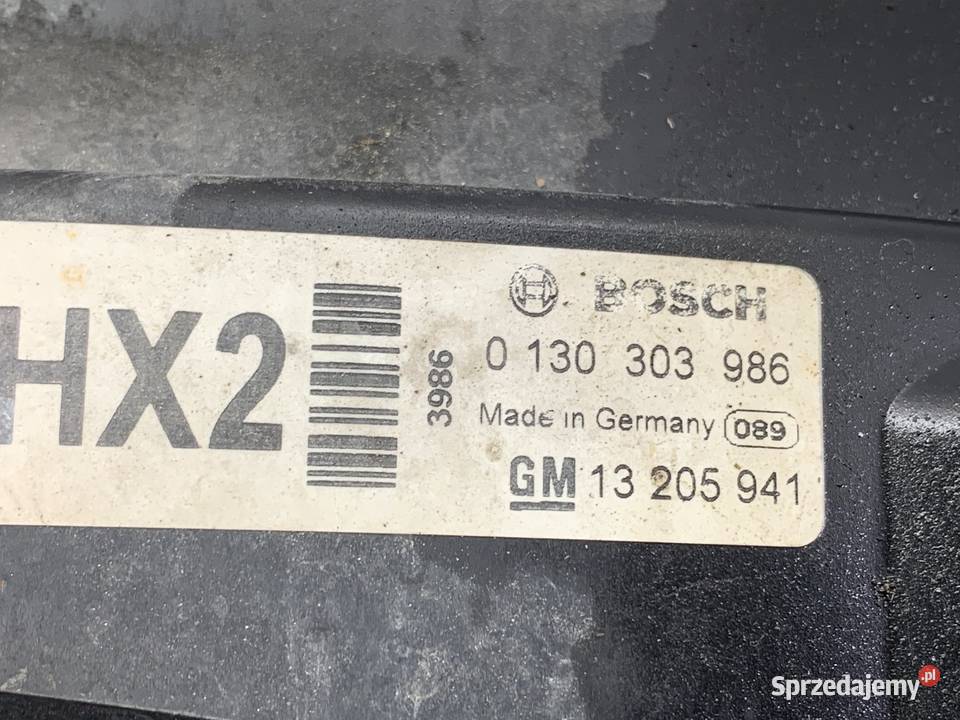 HX2
3986
BOSCH
0 130 303 986
Made in Germany 089
GM 13 205 941
Sprzedajemy.pl